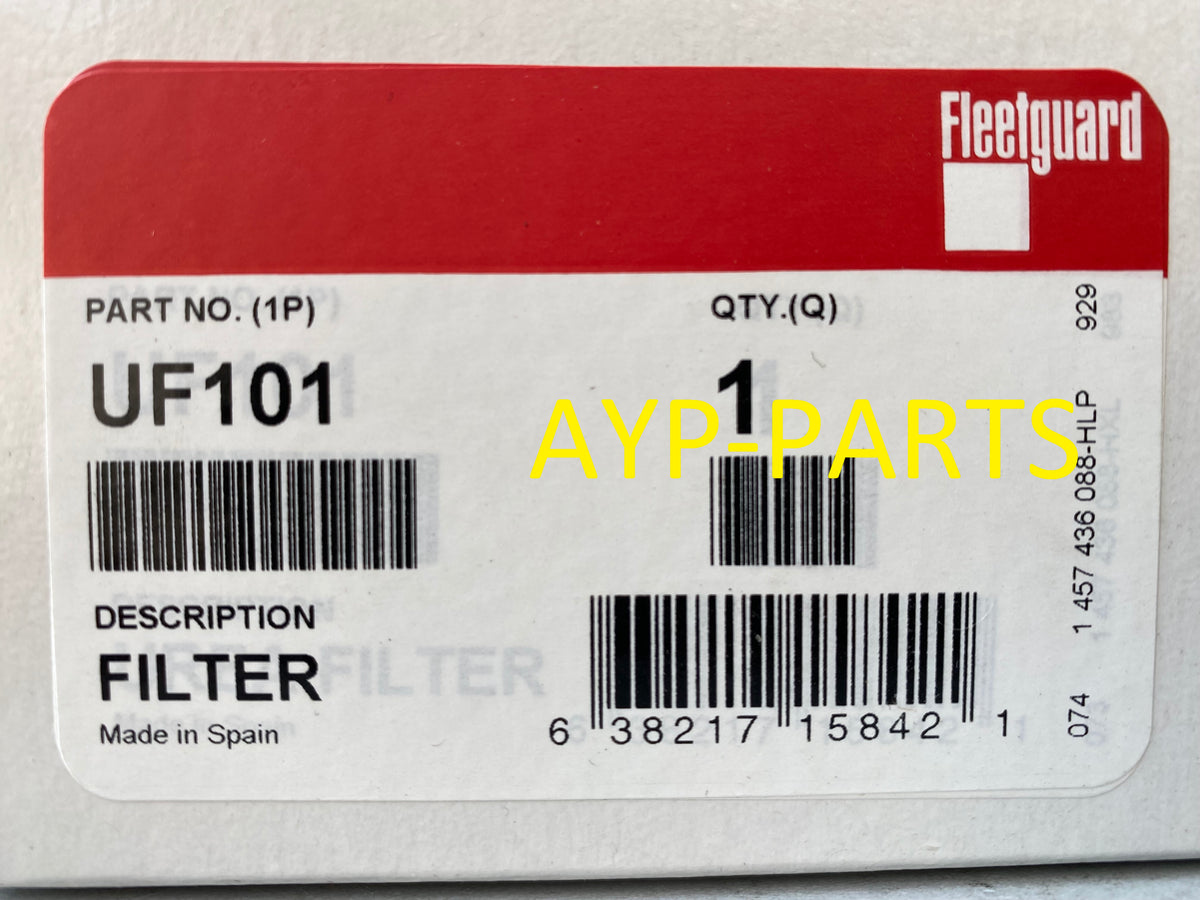 Fleetguard
PART NO. (1P)
QTY.(Q)
UF101
1
AYP-PARTS
DESCRIPTION
FILTER
Made in Spain
6 38217 15842 1
074 1 457 436 088-HLP 929